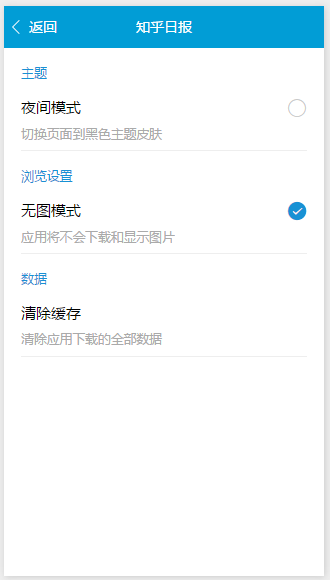 返回 知乎日报
主题
夜间模式
切换页面到黑色主题皮肤
浏览设置
无图模式
应用将不会下载和显示图片
数据
清除缓存
清除应用下载的全部数据